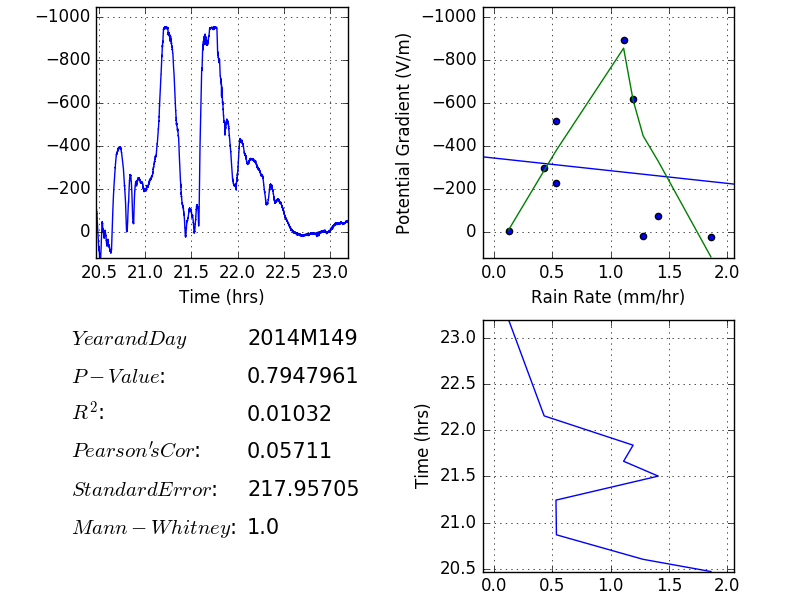 −1000
−800
−600
−400
−200
0
20.5 21.0 21.5 22.0 22.5 23.0
Time (hrs)
Potential Gradient (V/m)
−1000
−800
−600
−400
−200
0
0.0 0.5 1.0 1.5 2.0
Rain Rate (mm/hr)
YearandDay 2014M149
P−Value: 0.7947961
R²: 0.01032
Pearson'sCor: 0.05711
StandardError: 217.95705
Mann−Whitney: 1.0
Time (hrs)
23.0
22.5
22.0
21.5
21.0
20.5
0.0 0.5 1.0 1.5 2.0